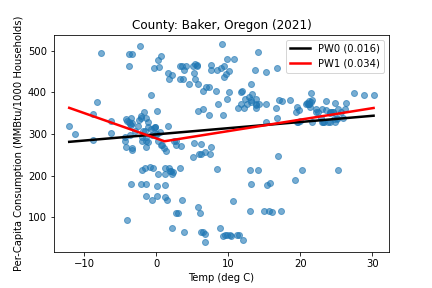 County: Baker, Oregon (2021)
Per-Capita Consumption (MMBtu/1000 Households)
500
400
300
200
100
PW0 (0.016)
PW1 (0.034)
−10
0
10
20
30
Temp (deg C)